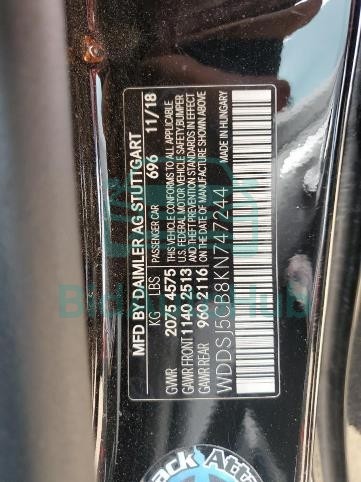 MFD BY DAIMLER AG STUTTGART
KG LBS PASSENGER CAR 696 11/18
GVWR 2075 4575 THIS VEHICLE CONFORMS TO ALL APPLICABLE
GAWR FRONT 1140 2513 U.S. FEDERAL MOTOR VEHICLE SAFETY, BUMPER
AND THEFT PREVENTION STANDARDS IN EFFECT
GAWR REAR 960 2116 ON THE DATE OF MANUFACTURE SHOWN ABOVE
WDDSJ5CB8KN747244 MADE IN HUNGARY